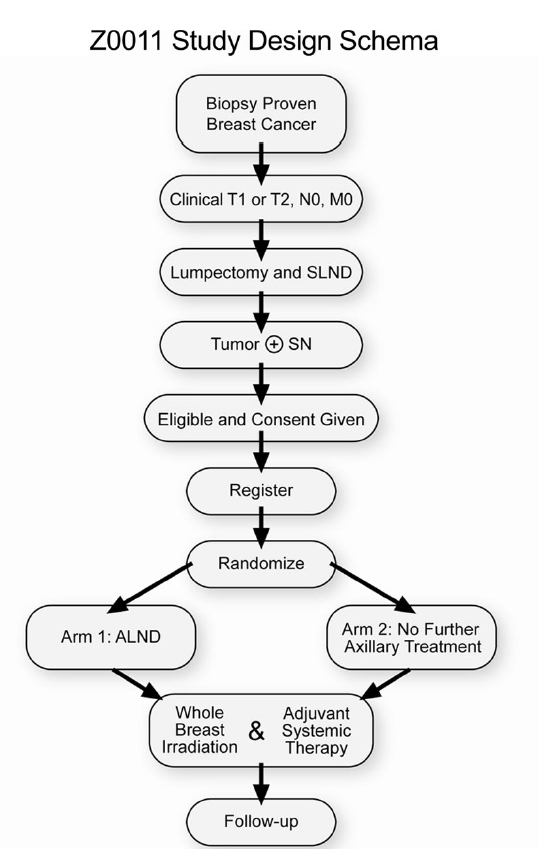 Z0011 Study Design Schema
Biopsy Proven
Breast Cancer
Clinical T1 or T2, N0, M0
Lumpectomy and SLND
Tumor ⊕ SN
Eligible and Consent Given
Register
Randomize
Arm 1: ALND
Arm 2: No Further
Axillary Treatment
Whole
Breast
Irradiation
&
Adjuvant
Systemic
Therapy
Follow-up